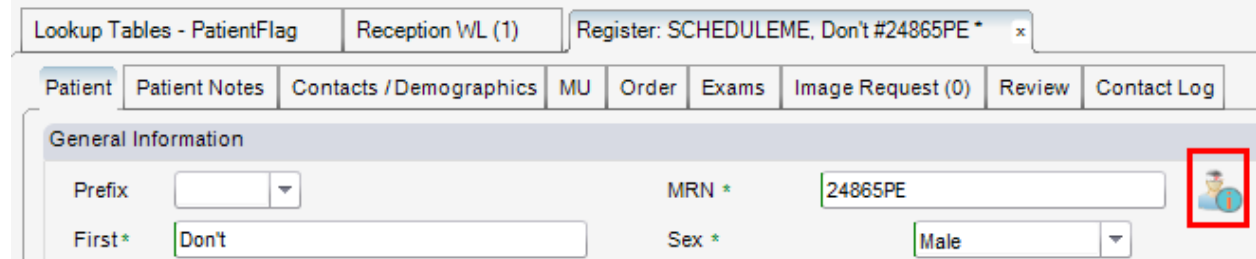 Lookup Tables - PatientFlag Reception WL (1) Register: SCHEDULEME, Don't #24865PE * x
Patient Patient Notes Contacts / Demographics MU Order Exams Image Request (0) Review Contact Log
General Information
Prefix MRN * 24865PE
First * Don't Sex * Male